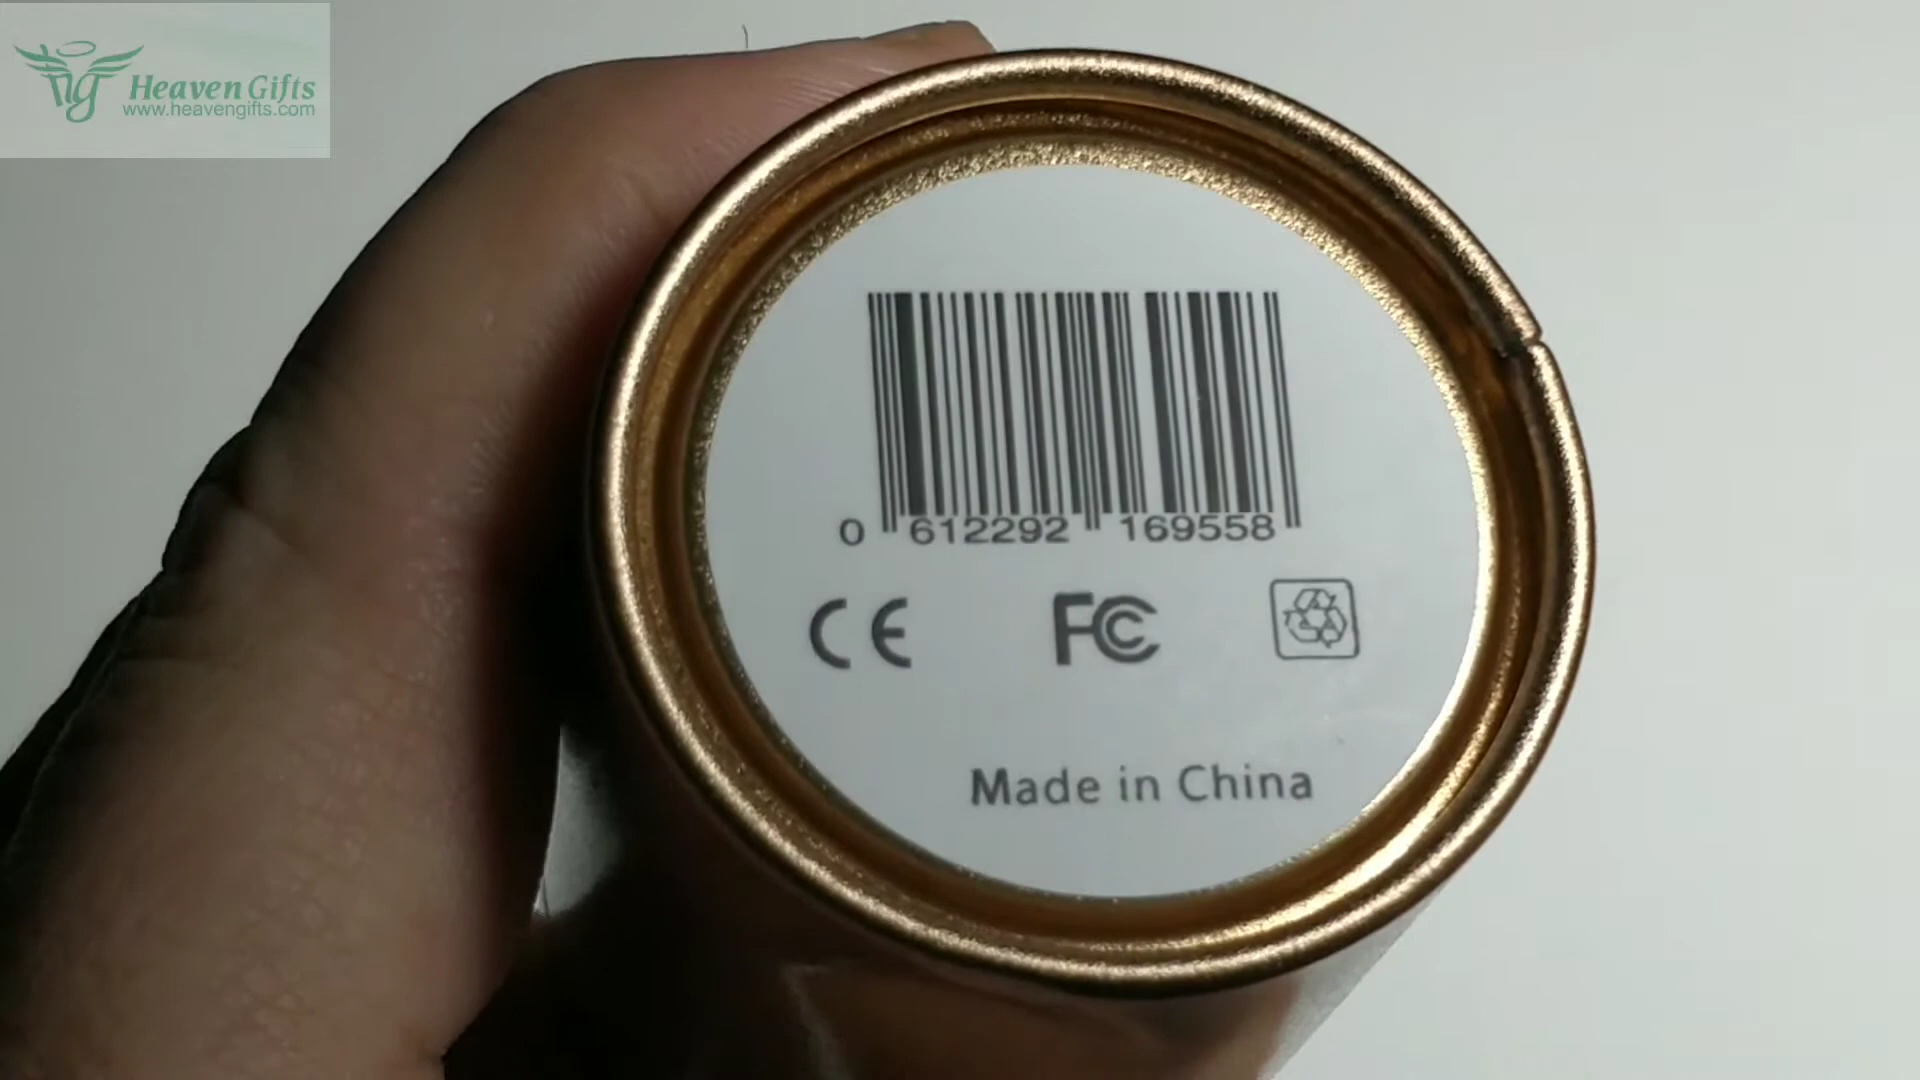 Heaven Gifts
www.heavengifts.com
0 612292 169558
CE FC
Made in China